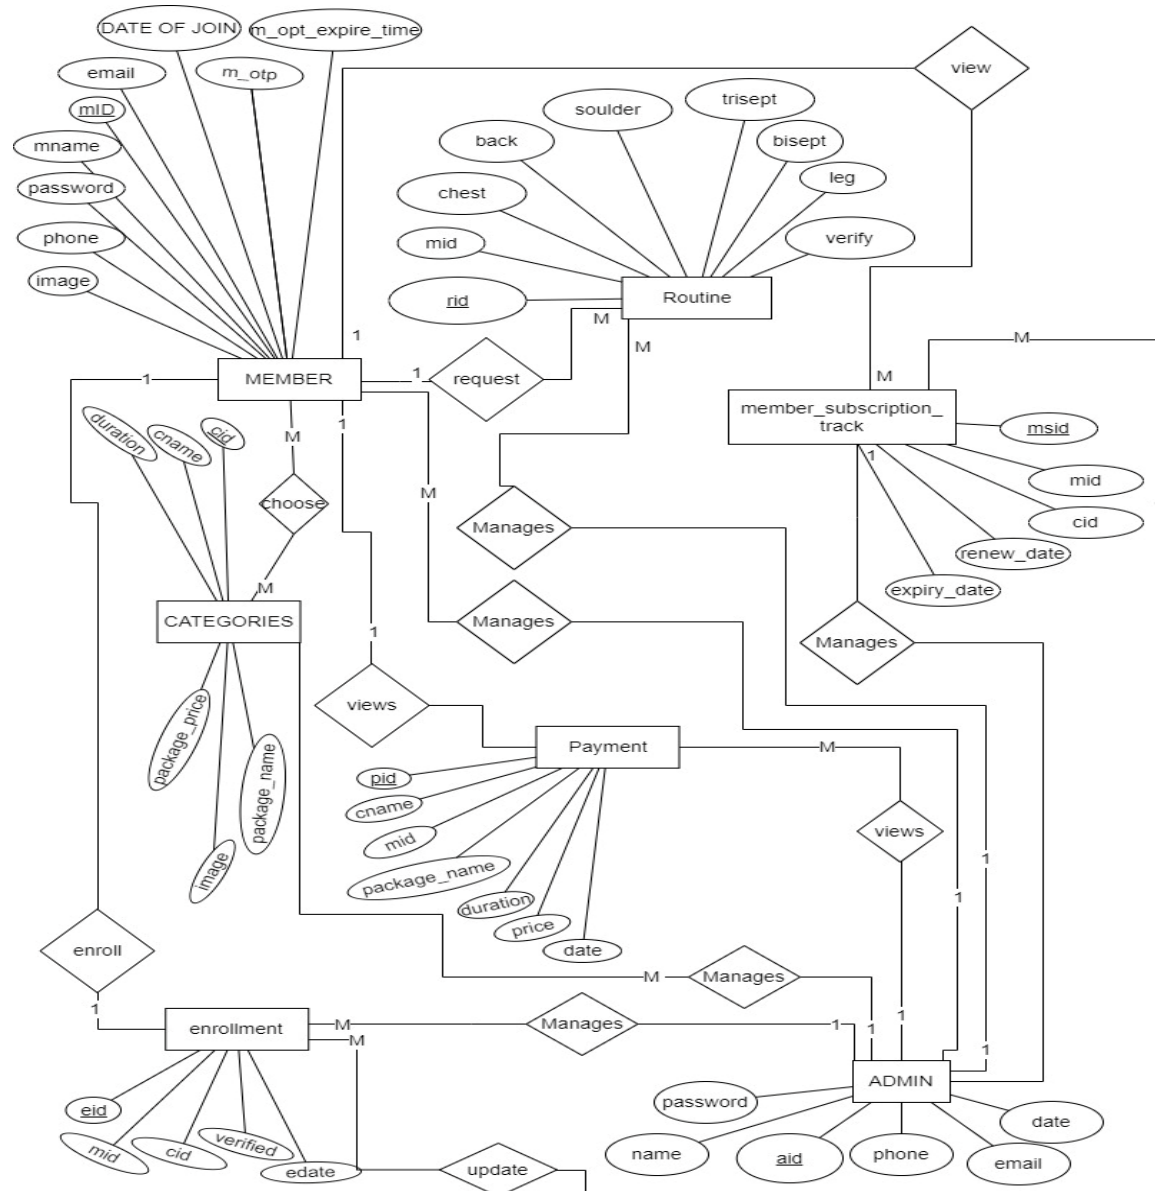 DATE OF JOIN
m_opt_expire_time
email
m_otp
mID
mname
password
phone
image
view
soulder
trisept
back
bisept
chest
leg
mid
verify
rid
Routine
M
M
1
MEMBER
1
1
request
1
M
M
member_subscription_
track
msid
mid
cid
renew_date
expiry_date
1
duration
cname
cid
M
choose
M
CATEGORIES
M
Manages
Manages
Manages
1
views
package_price
package_name
image
Payment
M
pid
cname
mid
package_name
duration
price
date
views
1
1
enroll
1
M
Manages
1
1
enrollment
M
M
Manages
1
1
ADMIN
eid
mid
cid
verified
edate
update
password
name
aid
phone
email
date